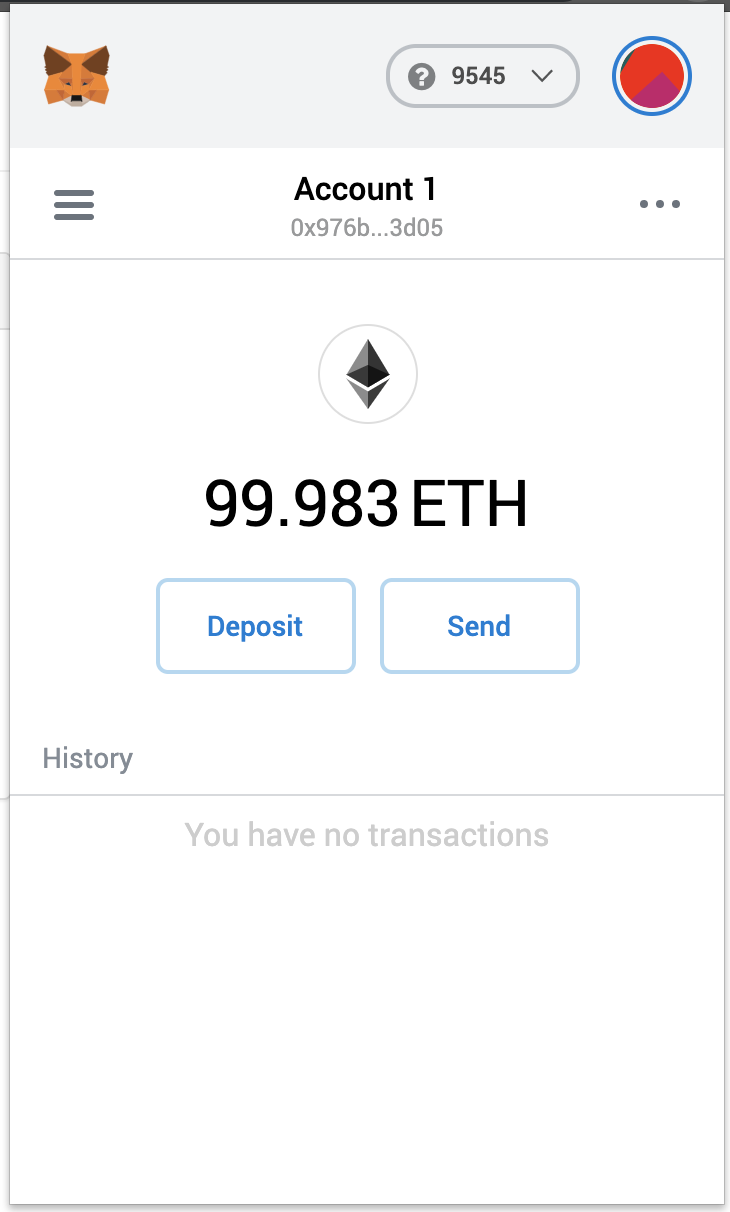 9545
Account 1
0x976b...3d05
99.983 ETH
Deposit Send
History
You have no transactions